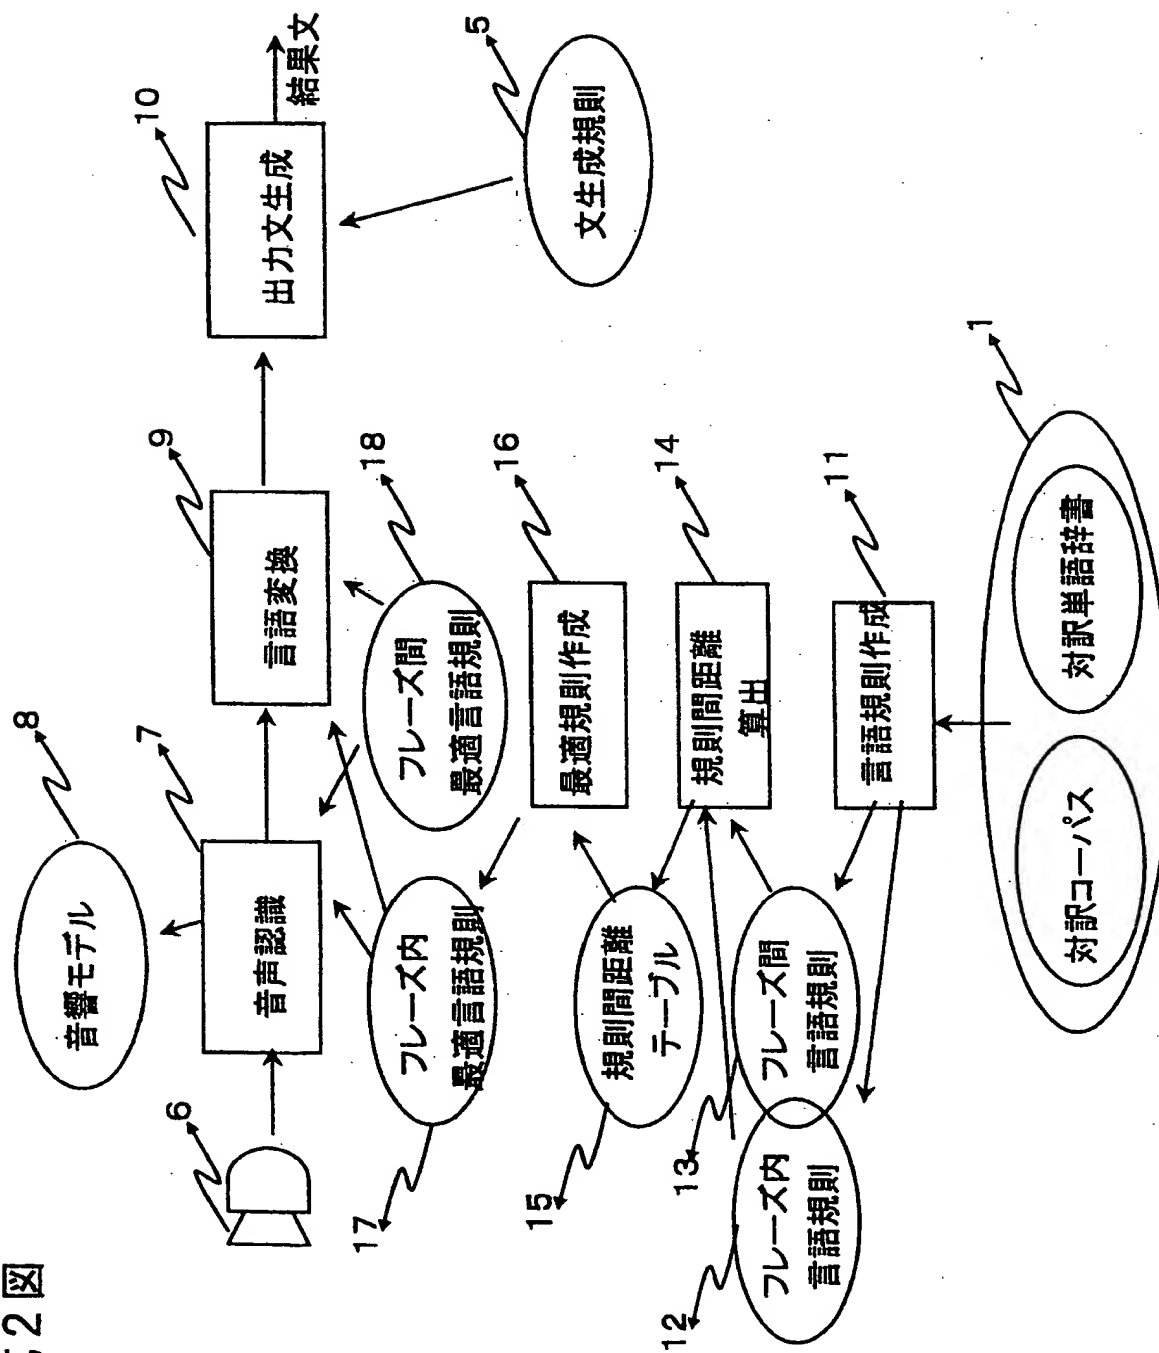 2図
6
音声認識
7
音響モデル
8
言語変換
9
出力文生成
10
結果文
文生成規則
5
フレーズ内
最適言語規則
17
フレーズ間
最適言語規則
18
最適規則作成
16
規則間距離
テーブル
15
規則間距離
算出
14
フレーズ内
言語規則
12
フレーズ間
言語規則
13
言語規則作成
11
対訳コーパス
対訳単語辞書
1